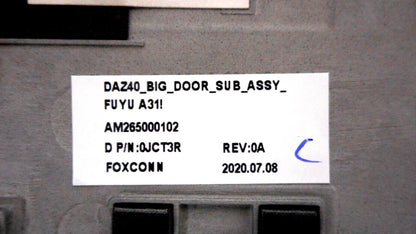 DAZ40_BIG_DOOR_SUB_ASSY_
FUYU A31!
AM265000102
D P/N:0JCT3R REV:0A
FOXCONN 2020.07.08